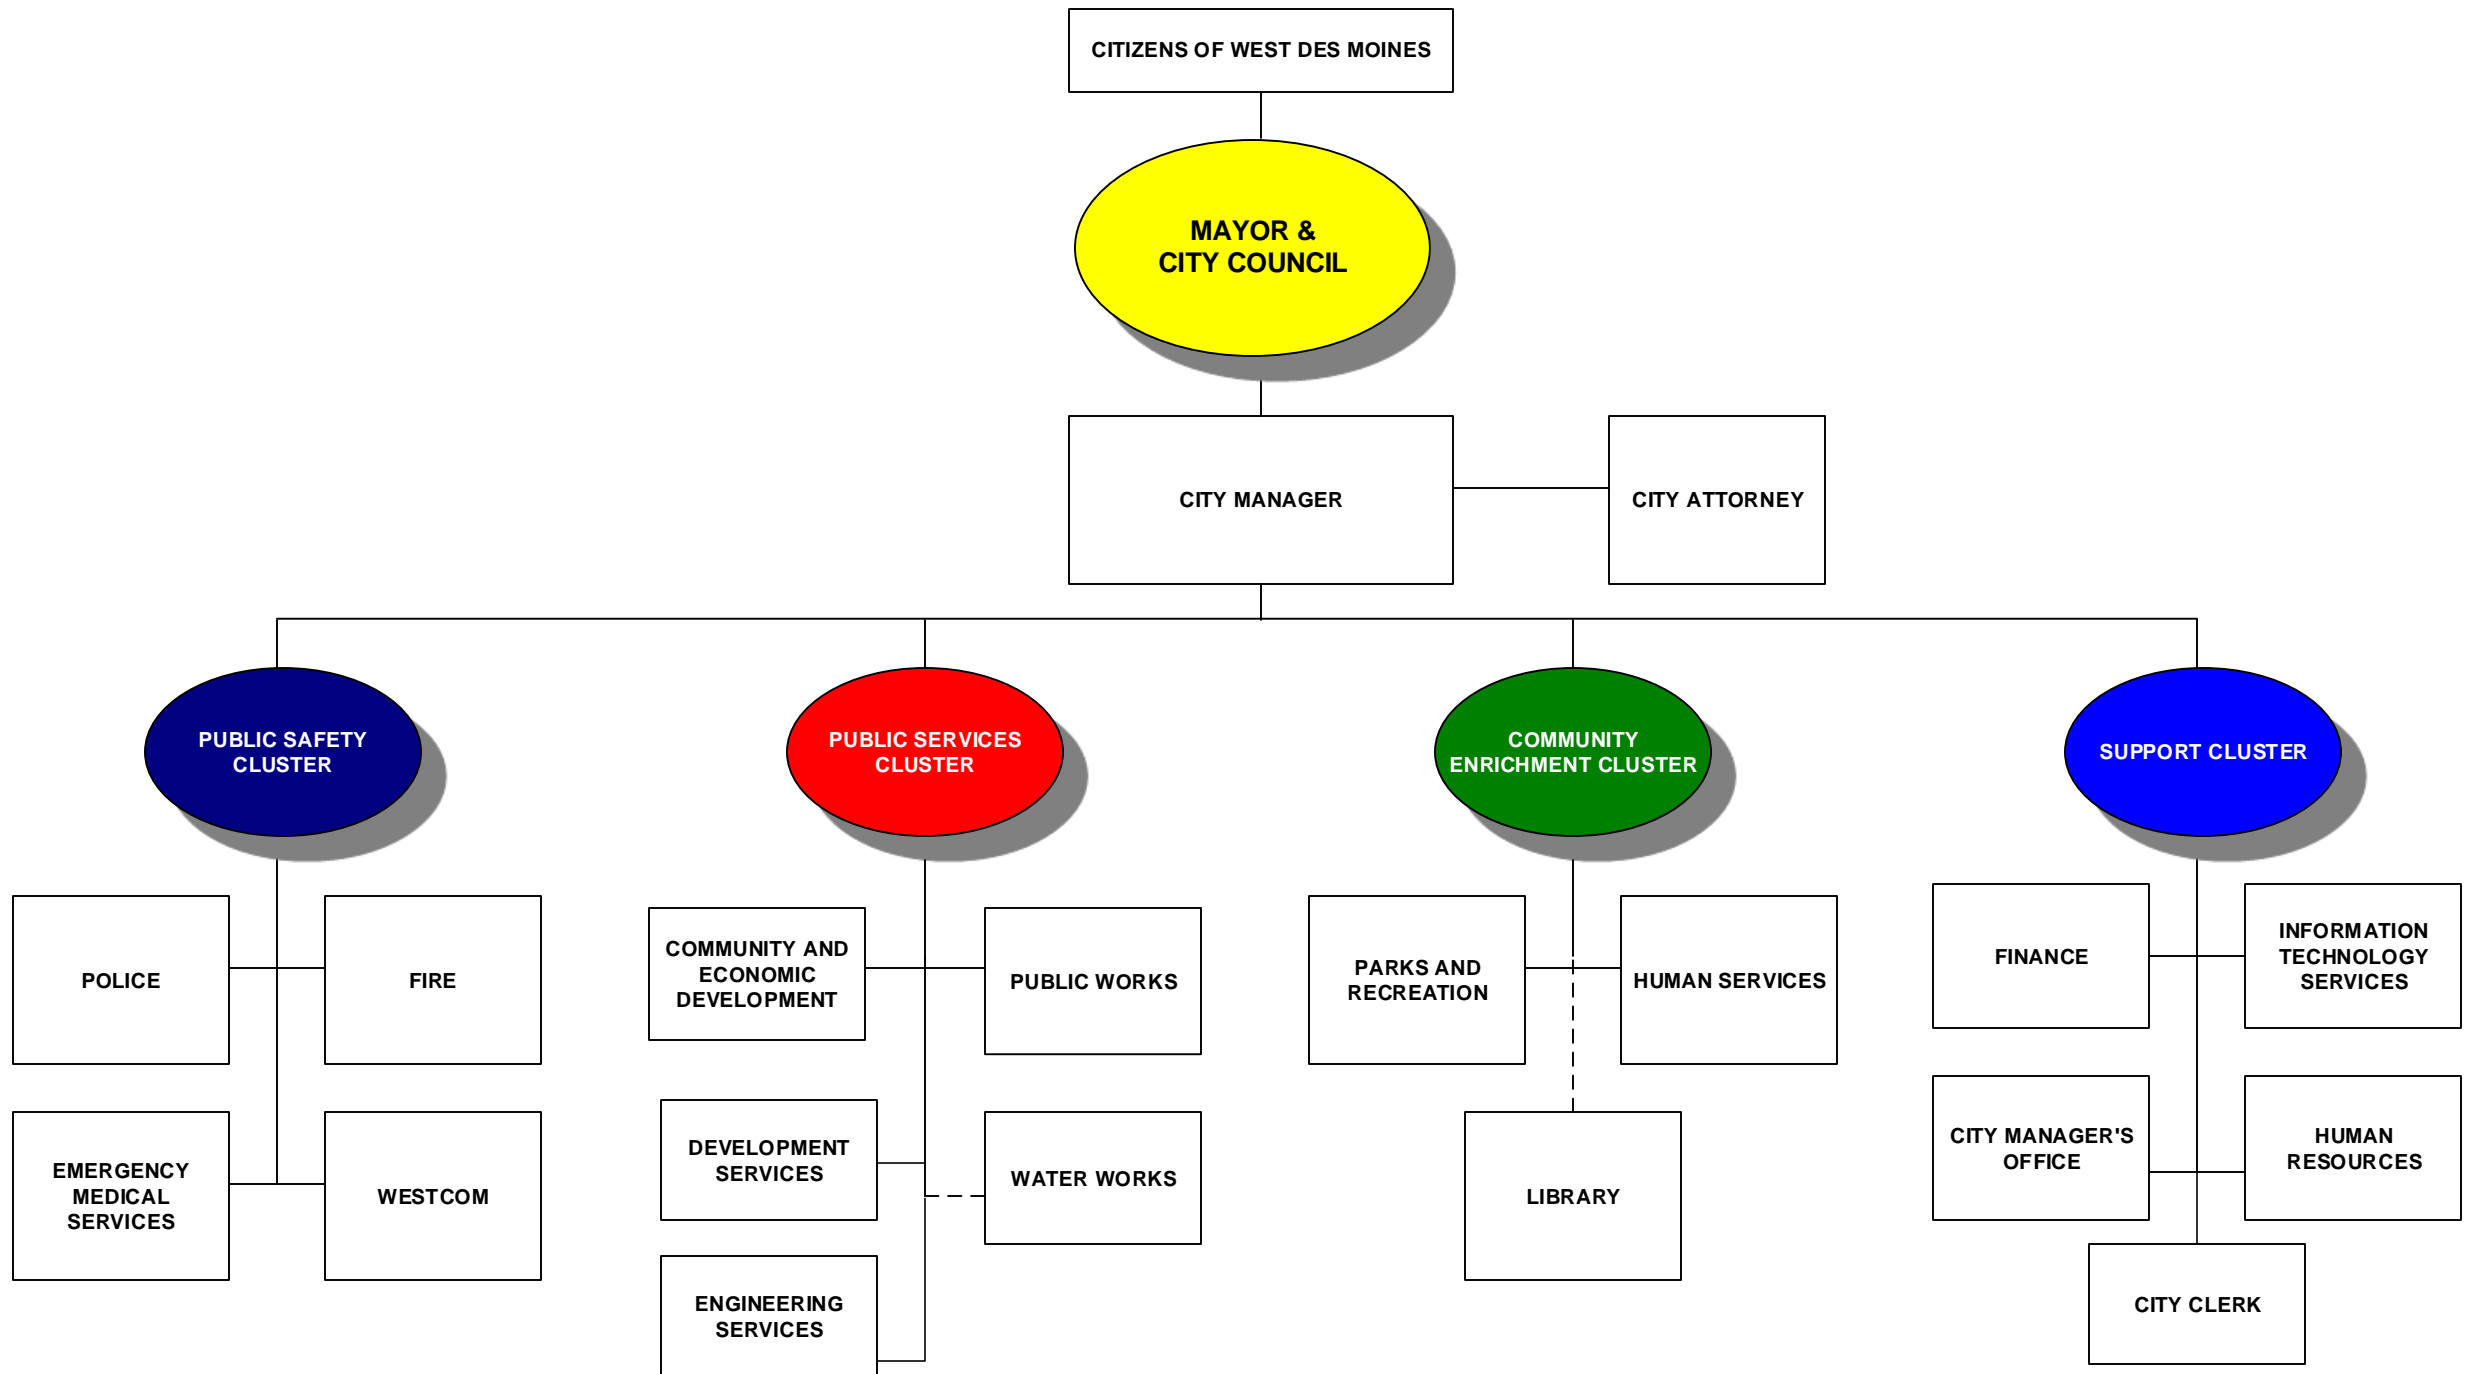 CITIZENS OF WEST DES MOINES
MAYOR &
CITY COUNCIL
CITY MANAGER
CITY ATTORNEY
PUBLIC SAFETY
CLUSTER
PUBLIC SERVICES
CLUSTER
COMMUNITY
ENRICHMENT CLUSTER
SUPPORT CLUSTER
POLICE
FIRE
EMERGENCY
MEDICAL
SERVICES
WESTCOM
COMMUNITY AND
ECONOMIC
DEVELOPMENT
PUBLIC WORKS
DEVELOPMENT
SERVICES
WATER WORKS
ENGINEERING
SERVICES
PARKS AND
RECREATION
HUMAN SERVICES
LIBRARY
FINANCE
INFORMATION
TECHNOLOGY
SERVICES
CITY MANAGER'S
OFFICE
HUMAN
RESOURCES
CITY CLERK